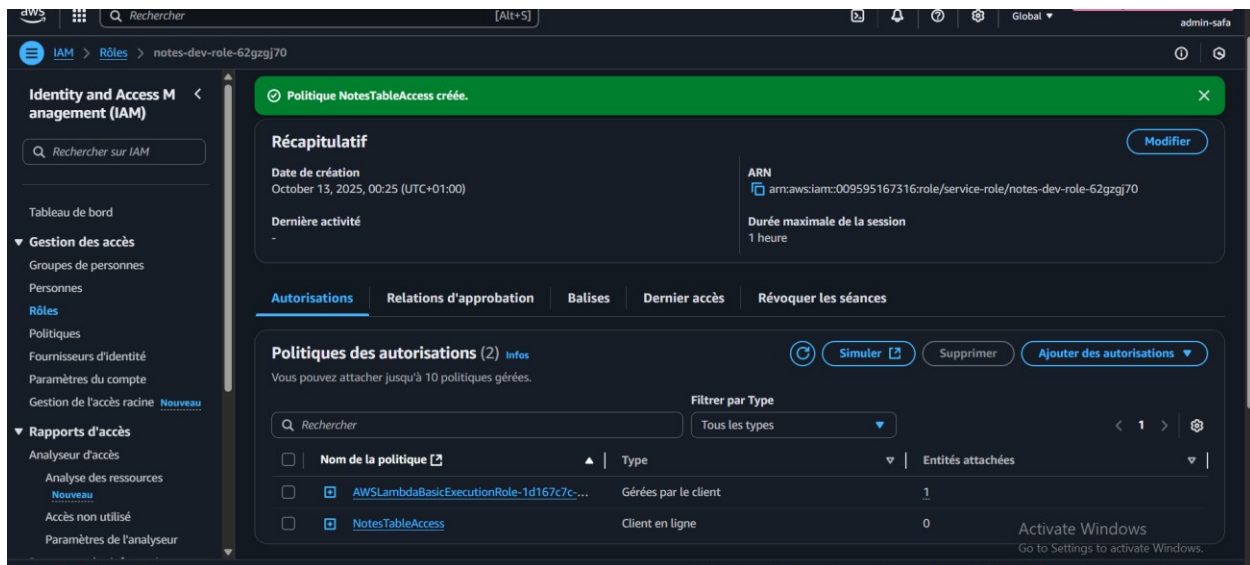 aws
Rechercher
[Alt+S]
Global ▼
admin-safa
IAM > Rôles > notes-dev-role-62gzgj70
Identity and Access M
anagement (IAM)
Rechercher sur IAM
Tableau de bord
Gestion des accès
Groupes de personnes
Personnes
Rôles
Politiques
Fournisseurs d'identité
Paramètres du compte
Gestion de l'accès racine Nouveau
Rapports d'accès
Analyseur d'accès
Analyse des ressources
Nouveau
Accès non utilisé
Paramètres de l'analyseur
Politique NotesTableAccess créée.
Récapitulatif
Modifier
Date de création
October 13, 2025, 00:25 (UTC+01:00)
ARN
arn:aws:iam::009595167316:role/service-role/notes-dev-role-62gzgj70
Dernière activité
-
Durée maximale de la session
1 heure
Autorisations Relations d'approbation Balises Dernier accès Révoquer les séances
Politiques des autorisations (2) Infos
Simuler Supprimer Ajouter des autorisations ▼
Vous pouvez attacher jusqu'à 10 politiques gérées.
Filtrer par Type
Rechercher
Tous les types
1
Nom de la politique Type Entités attachées
AWSLambdaBasicExecutionRole-1d167c7c-... Gérées par le client 1
NotesTableAccess Client en ligne 0
Activate Windows
Go to Settings to activate Windows.